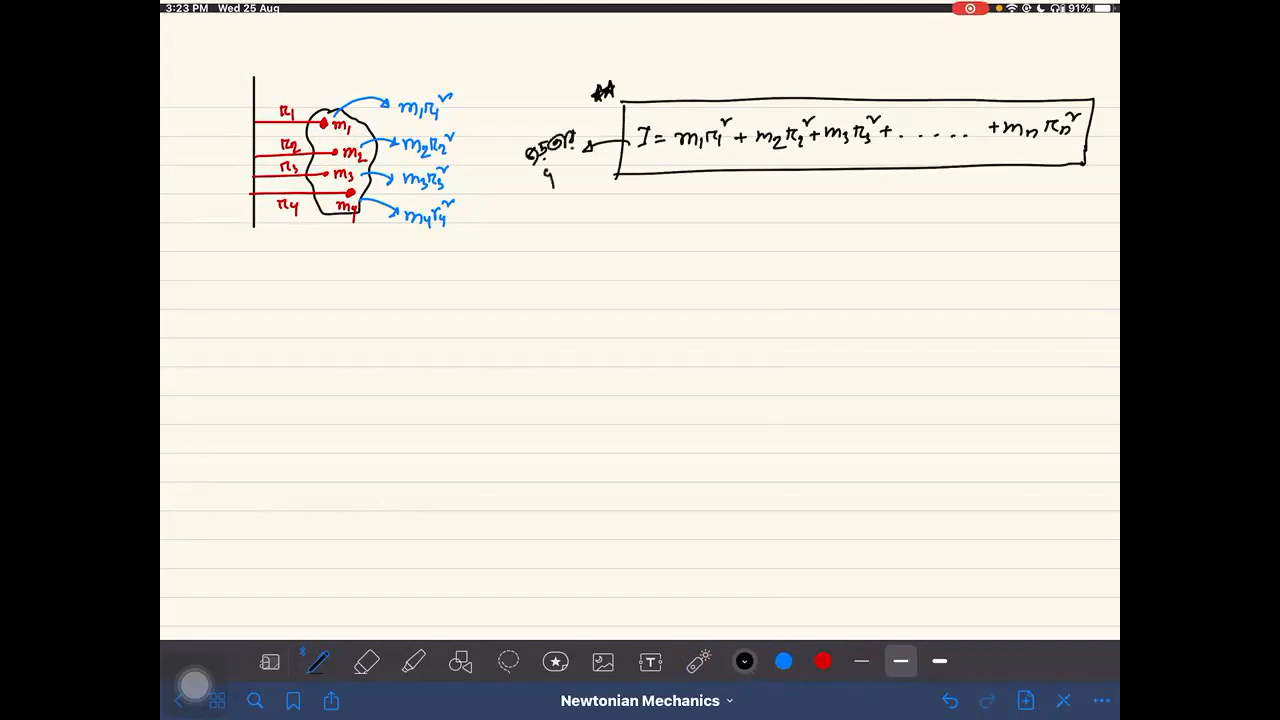 3:23 PM Wed 25 Aug
91%
r₁ m₁ m₁r₁²
r₂ m₂ m₂r₂²
r₃ m₃ m₃r₃²
r₄ m₄ m₄r₄²
I = m₁r₁² + m₂r₂² + m₃r₃² + . . . . . . + mₙrₙ²
T
Newtonian Mechanics